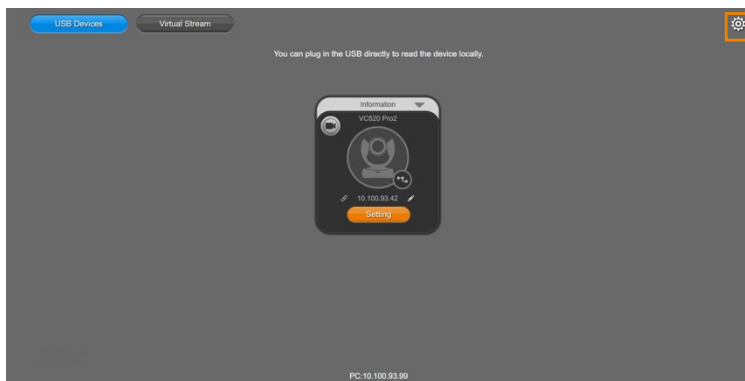 USB Devices
Virtual Stream
You can plug in the USB directly to read the device locally.
Information
VC520 Pro2
10.100.93.42
Setting
PC:10.100.93.99